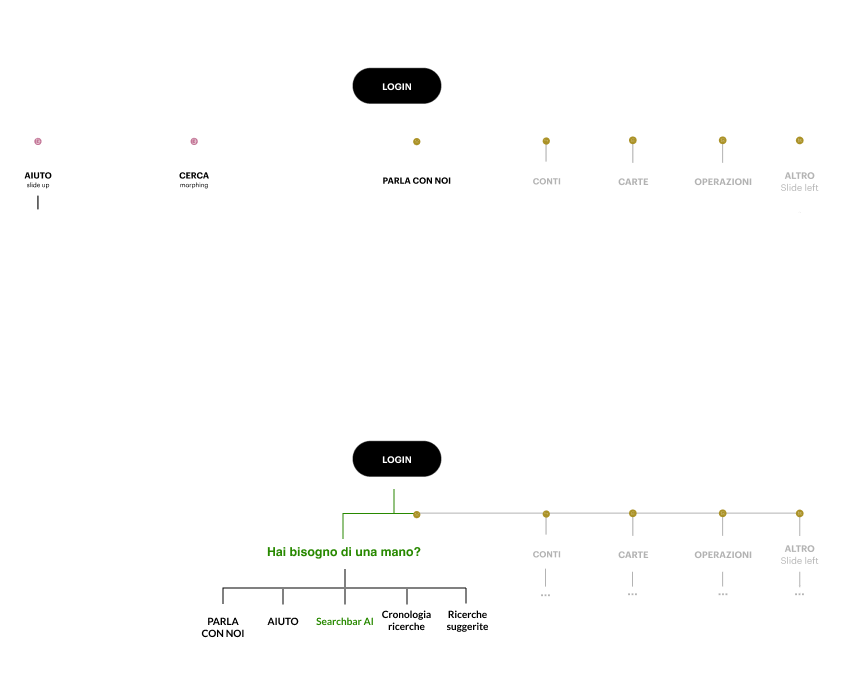 LOGIN
AIUTO
slide up
CERCA
morphing
PARLA CON NOI
CONTI
CARTE
OPERAZIONI
ALTRO
Slide left
LOGIN
Hai bisogno di una mano?
CONTI
CARTE
OPERAZIONI
ALTRO
Slide left
...
...
...
...
PARLA
CON NOI
AIUTO
Searchbar AI
Cronologia
ricerche
Ricerche
suggerite